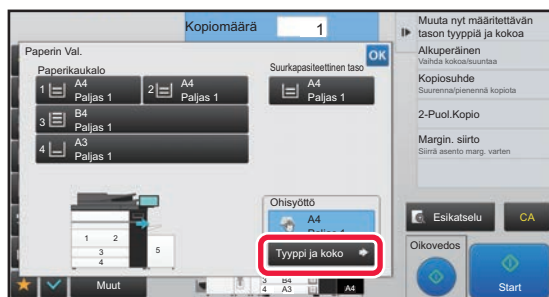 Kopiomäärä 1
Paperin Val.
OK
Paperikaukalo
Suurkapasiteettinen taso
1 A4 Paljas 1
2 A4 Paljas 1
A4 Paljas 1
3 B4 Paljas 1
4 A3 Paljas 1
1 2
3
4
5
Ohisyöttö
A4
Paljas 1
Tyyppi ja koko
Muut
3 B4
4 A3
A4
Muuta nyt määritettävän
tason tyyppiä ja kokoa
Alkuperäinen
Vaihda kokoa/suuntaa
Kopiosuhde
Suurenna/pienennä kopiota
2-Puol.Kopio
Margin. siirto
Siirrä asento marg. varten
Esikatselu
CA
Oikovedos
Start